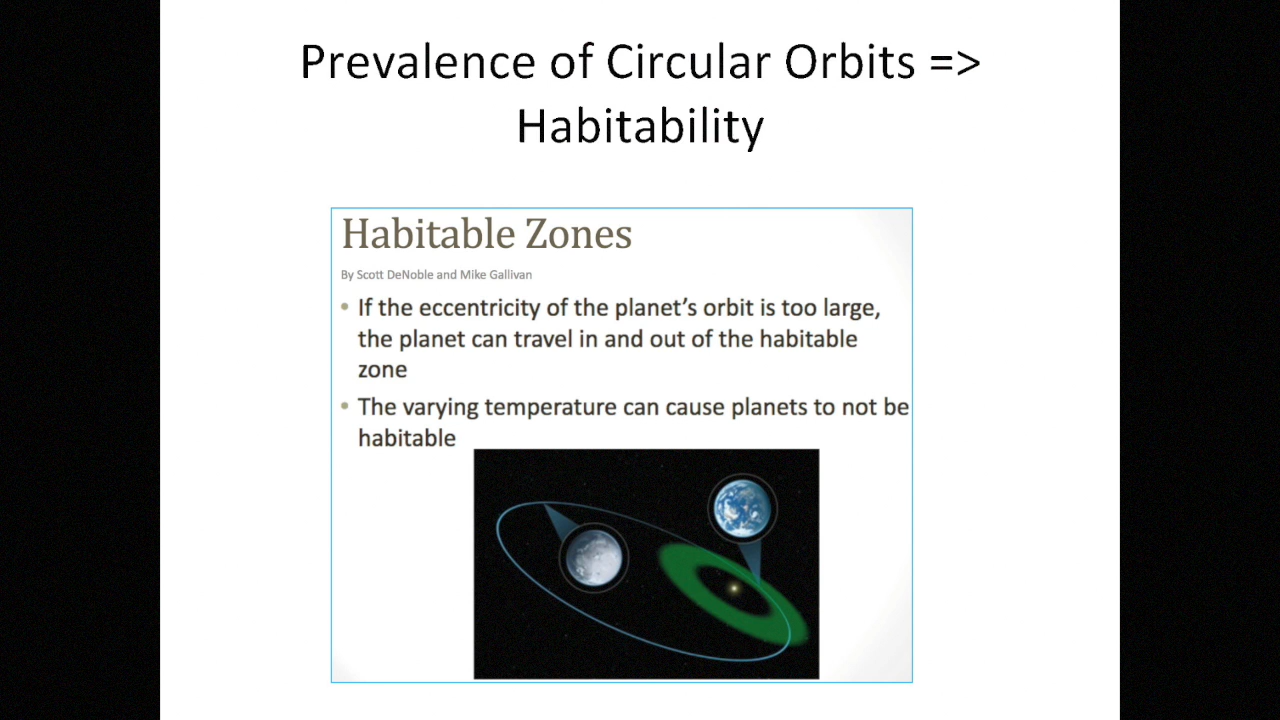 Prevalence of Circular Orbits =>
Habitability
Habitable Zones
By Scott DeNoble and Mike Gallivan
• If the eccentricity of the planet's orbit is too large,
the planet can travel in and out of the habitable
zone
• The varying temperature can cause planets to not be
habitable